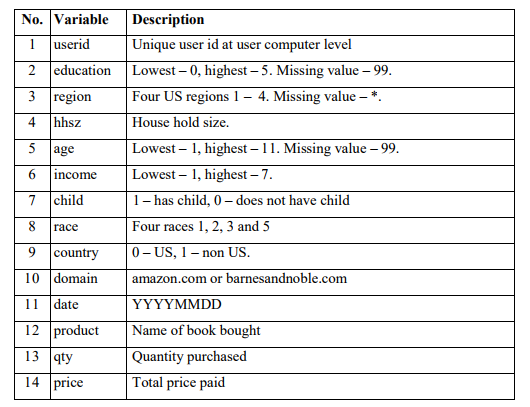 No. Variable Description
1 userid Unique user id at user computer level
2 education Lowest – 0, highest – 5. Missing value – 99.
3 region Four US regions 1 – 4. Missing value – *.
4 hhsz House hold size.
5 age Lowest – 1, highest – 11. Missing value – 99.
6 income Lowest – 1, highest – 7.
7 child 1 – has child, 0 – does not have child
8 race Four races 1, 2, 3 and 5
9 country 0 – US, 1 – non US.
10 domain amazon.com or barnesandnoble.com
11 date YYYYMMDD
12 product Name of book bought
13 qty Quantity purchased
14 price Total price paid